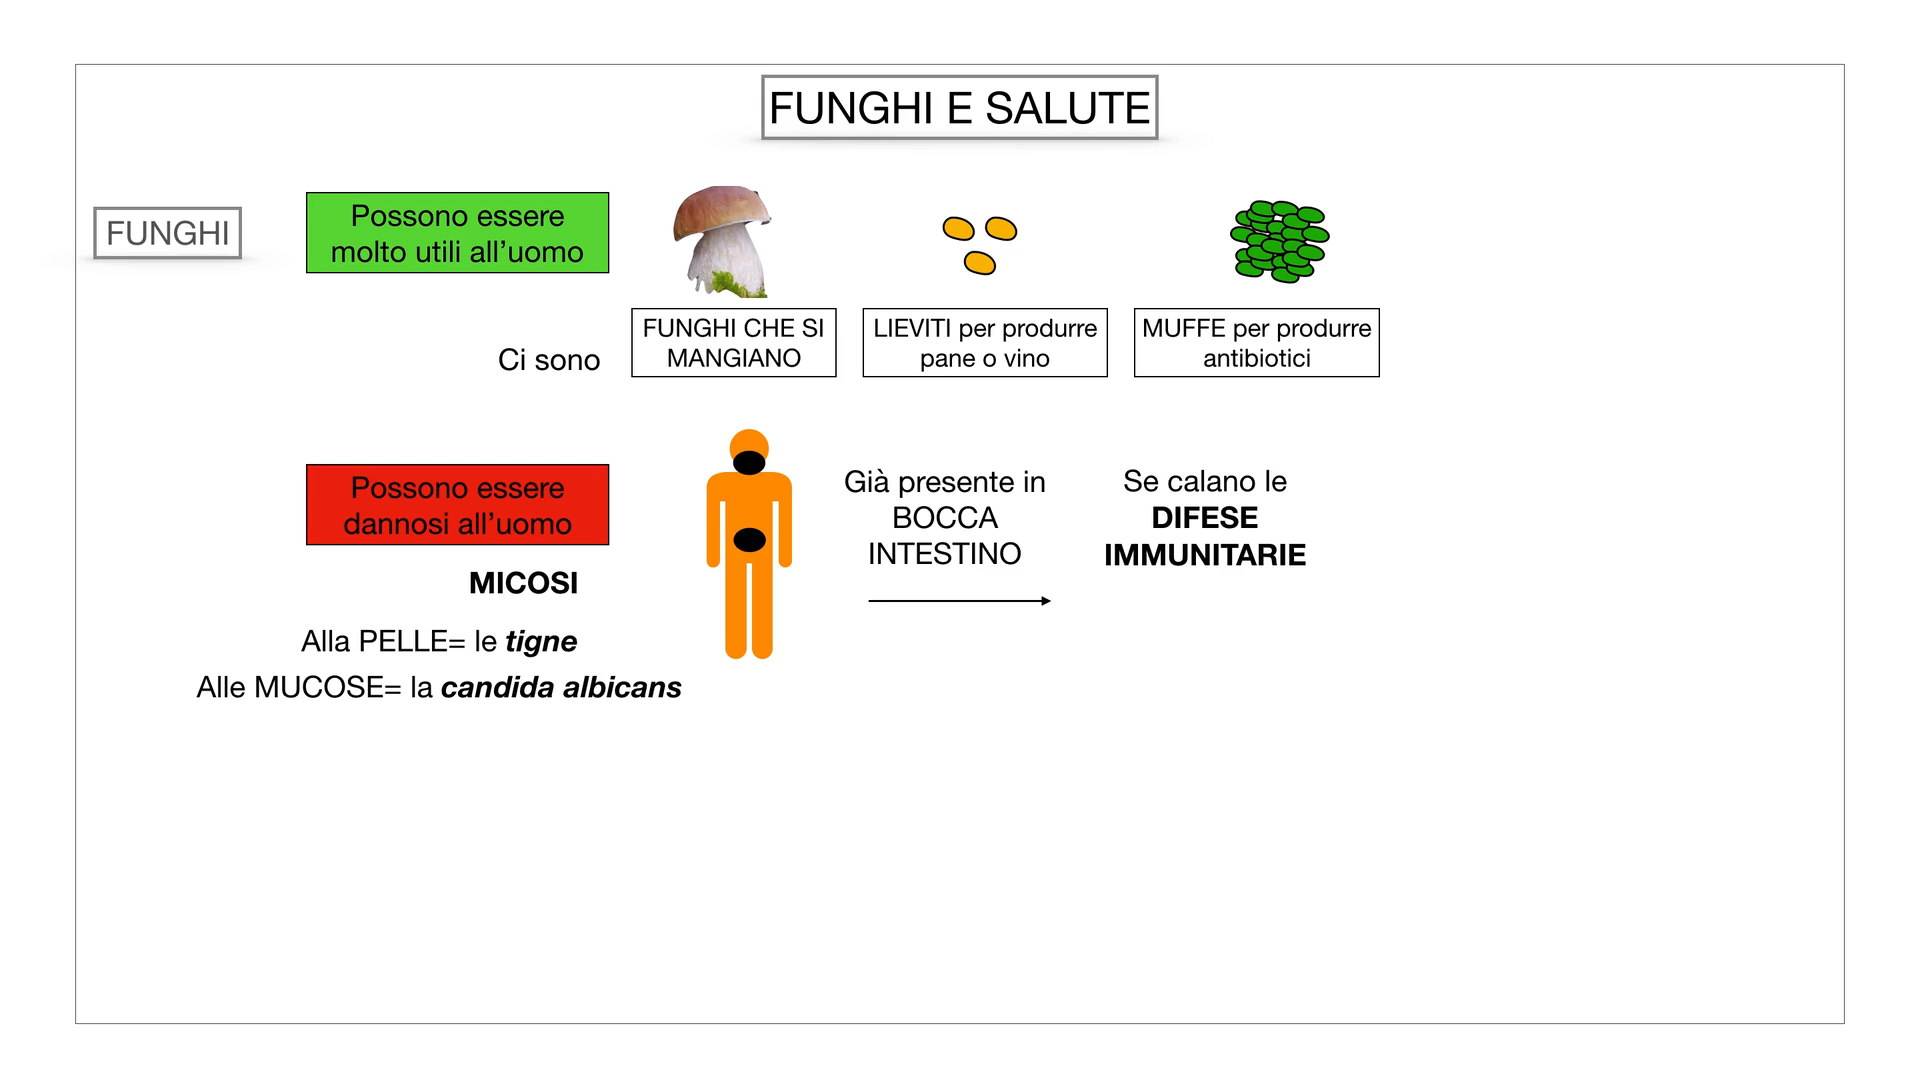 FUNGHI E SALUTE
FUNGHI
Possono essere
molto utili all’uomo
Ci sono
FUNGHI CHE SI
MANGIANO
LIEVITI per produrre
pane o vino
MUFFE per produrre
antibiotici
Possono essere
dannosi all’uomo
MICOSI
Alla PELLE= le tigne
Alle MUCOSE= la candida albicans
Già presente in
BOCCA
INTESTINO
Se calano le
DIFESE
IMMUNITARIE